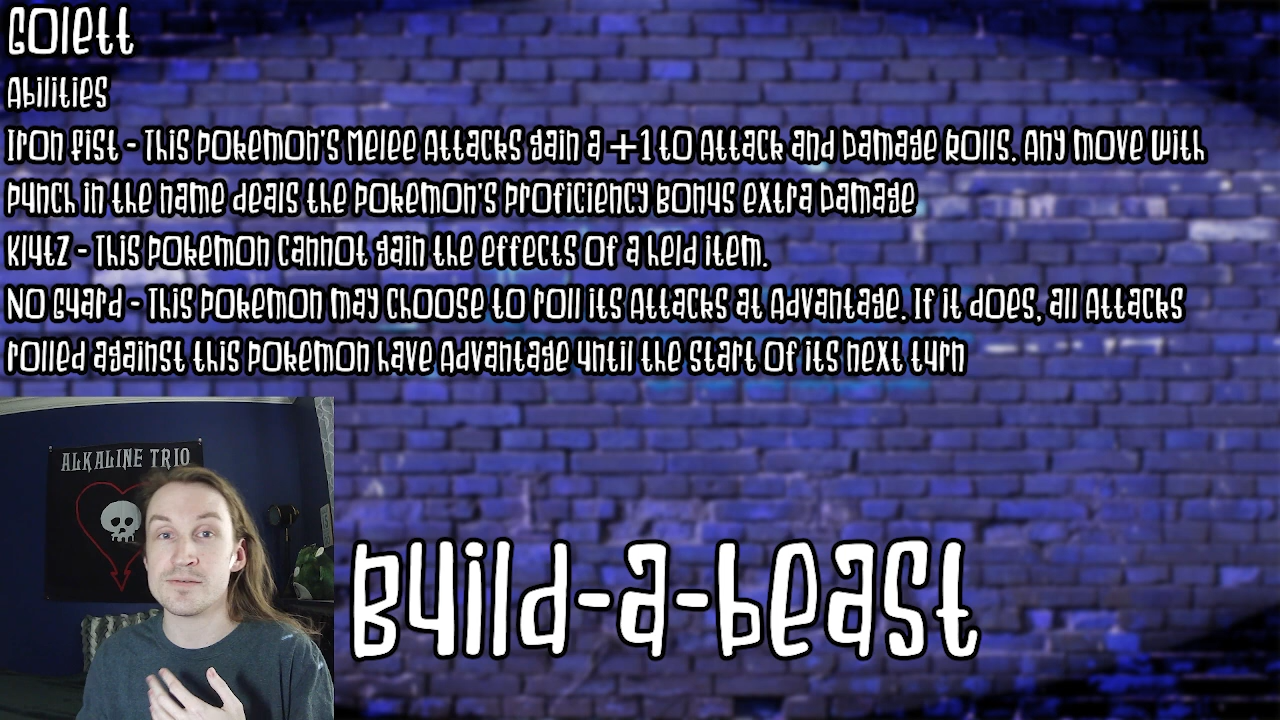 Golett
Abilities
Iron Fist - This Pokemon's Melee Attacks gain a +1 to Attack and Damage Rolls. Any move with
Punch in the name deals the Pokemon's Proficiency Bonus extra Damage
Klutz - This Pokemon Cannot gain the effects of a held item.
No Guard - This Pokemon may choose to roll its Attacks at Advantage. If it does, all Attacks
rolled against this Pokemon have Advantage until the start of its next turn
ALKALINE TRIO
Build-a-beast